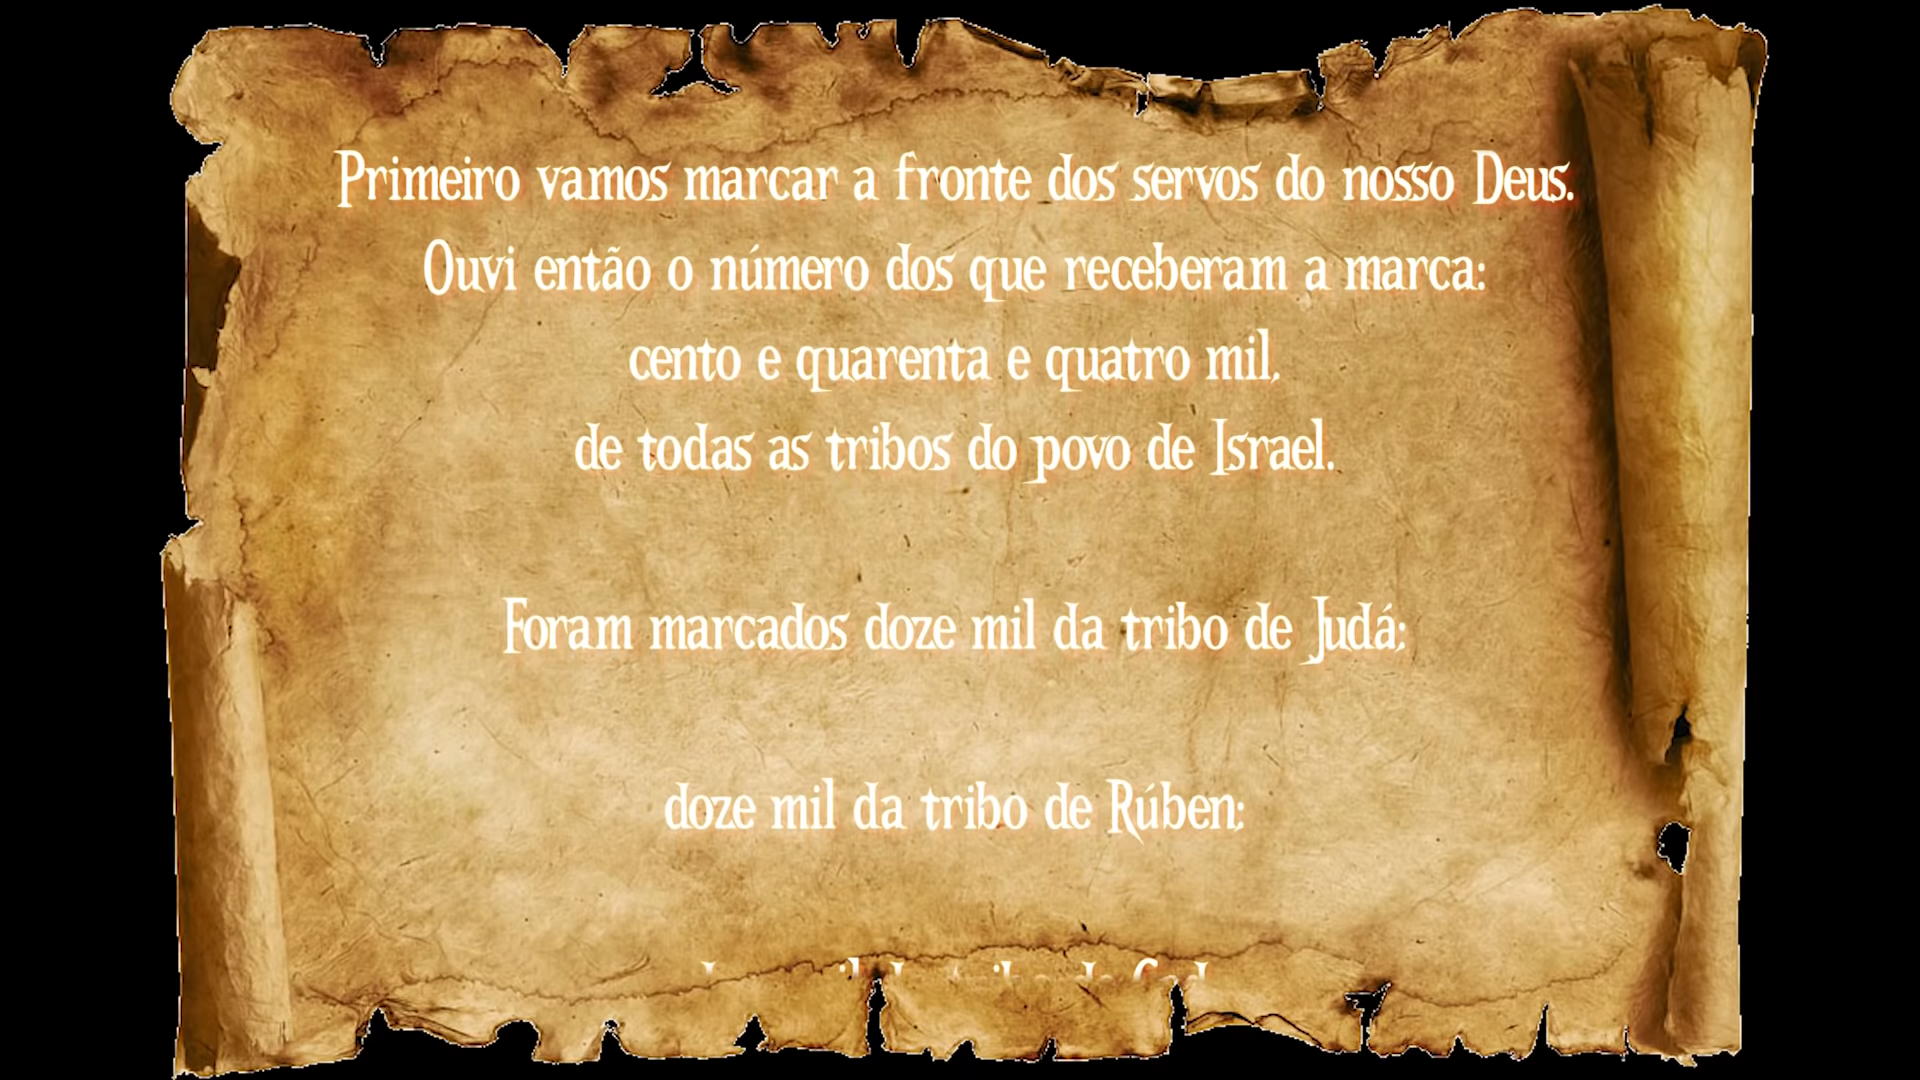 Primeiro vamos marcar a fronte dos servos do nosso Deus.
Ouvi então o número dos que receberam a marca:
cento e quarenta e quatro mil,
de todas as tribos do povo de Israel.
Foram marcados doze mil da tribo de Judá;
doze mil da tribo de Rúben;